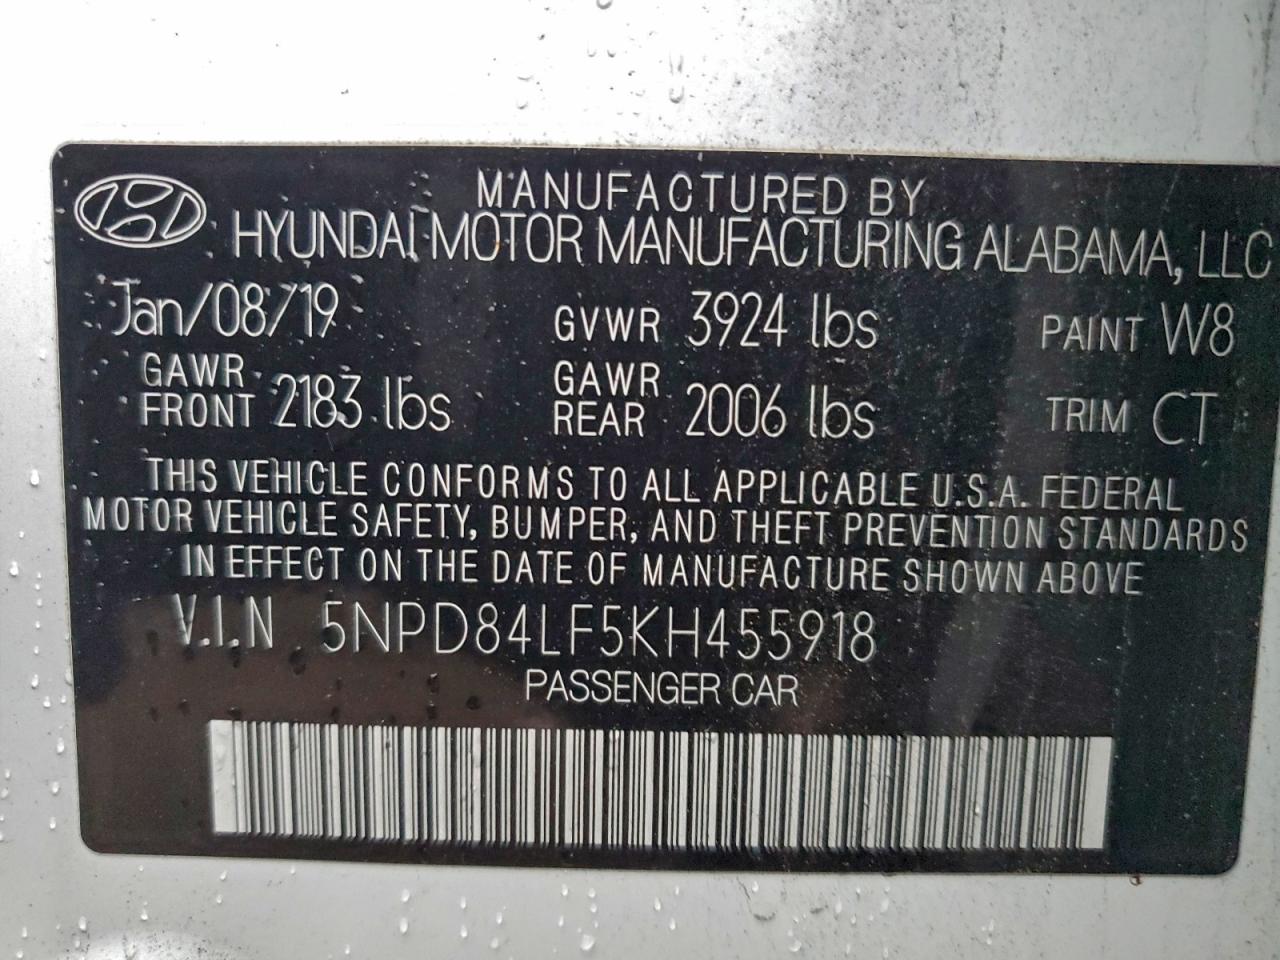 MANUFACTURED BY
HYUNDAI MOTOR MANUFACTURING ALABAMA, LLC
Jan/08/19 GVWR 3924 lbs PAINT W8
GAWR FRONT 2183 lbs GAWR REAR 2006 lbs TRIM CT
THIS VEHICLE CONFORMS TO ALL APPLICABLE U.S.A. FEDERAL
MOTOR VEHICLE SAFETY, BUMPER, AND THEFT PREVENTION STANDARDS
IN EFFECT ON THE DATE OF MANUFACTURE SHOWN ABOVE
V.I.N 5NPD84LF5KH455918
PASSENGER CAR